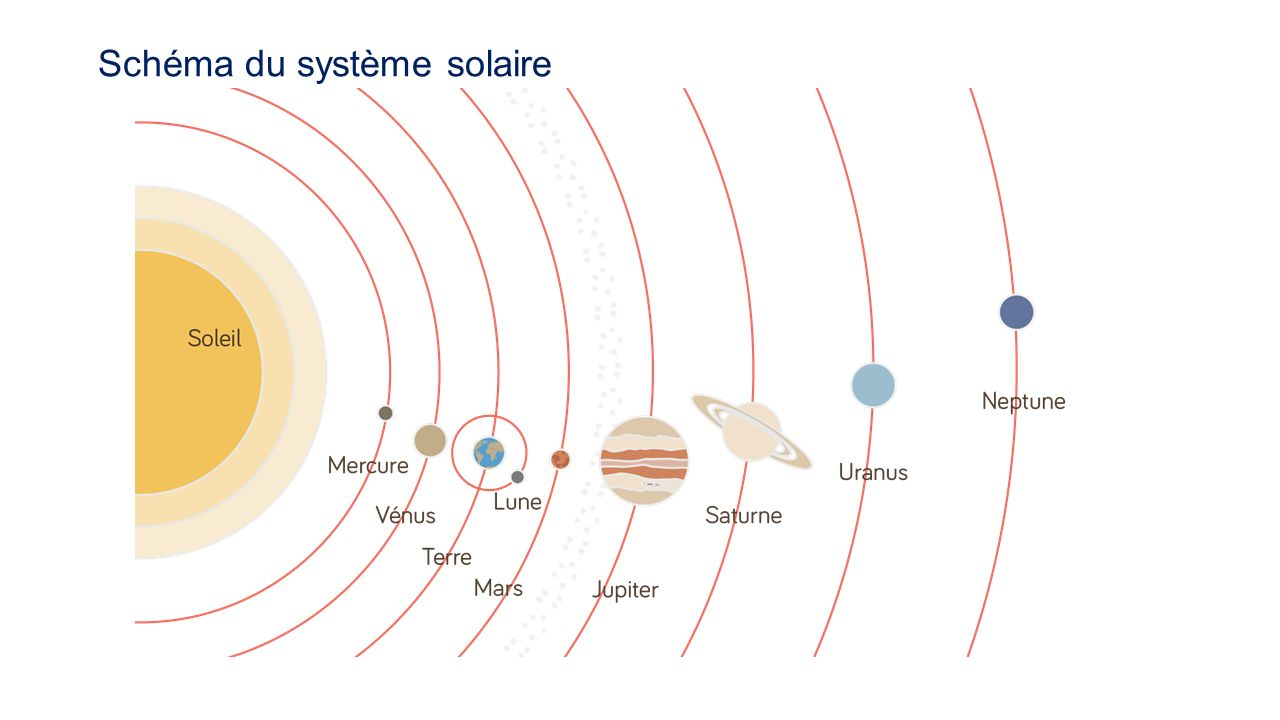 Schéma du système solaire
Soleil
Mercure
Vénus
Terre
Lune
Mars
Jupiter
Saturne
Uranus
Neptune